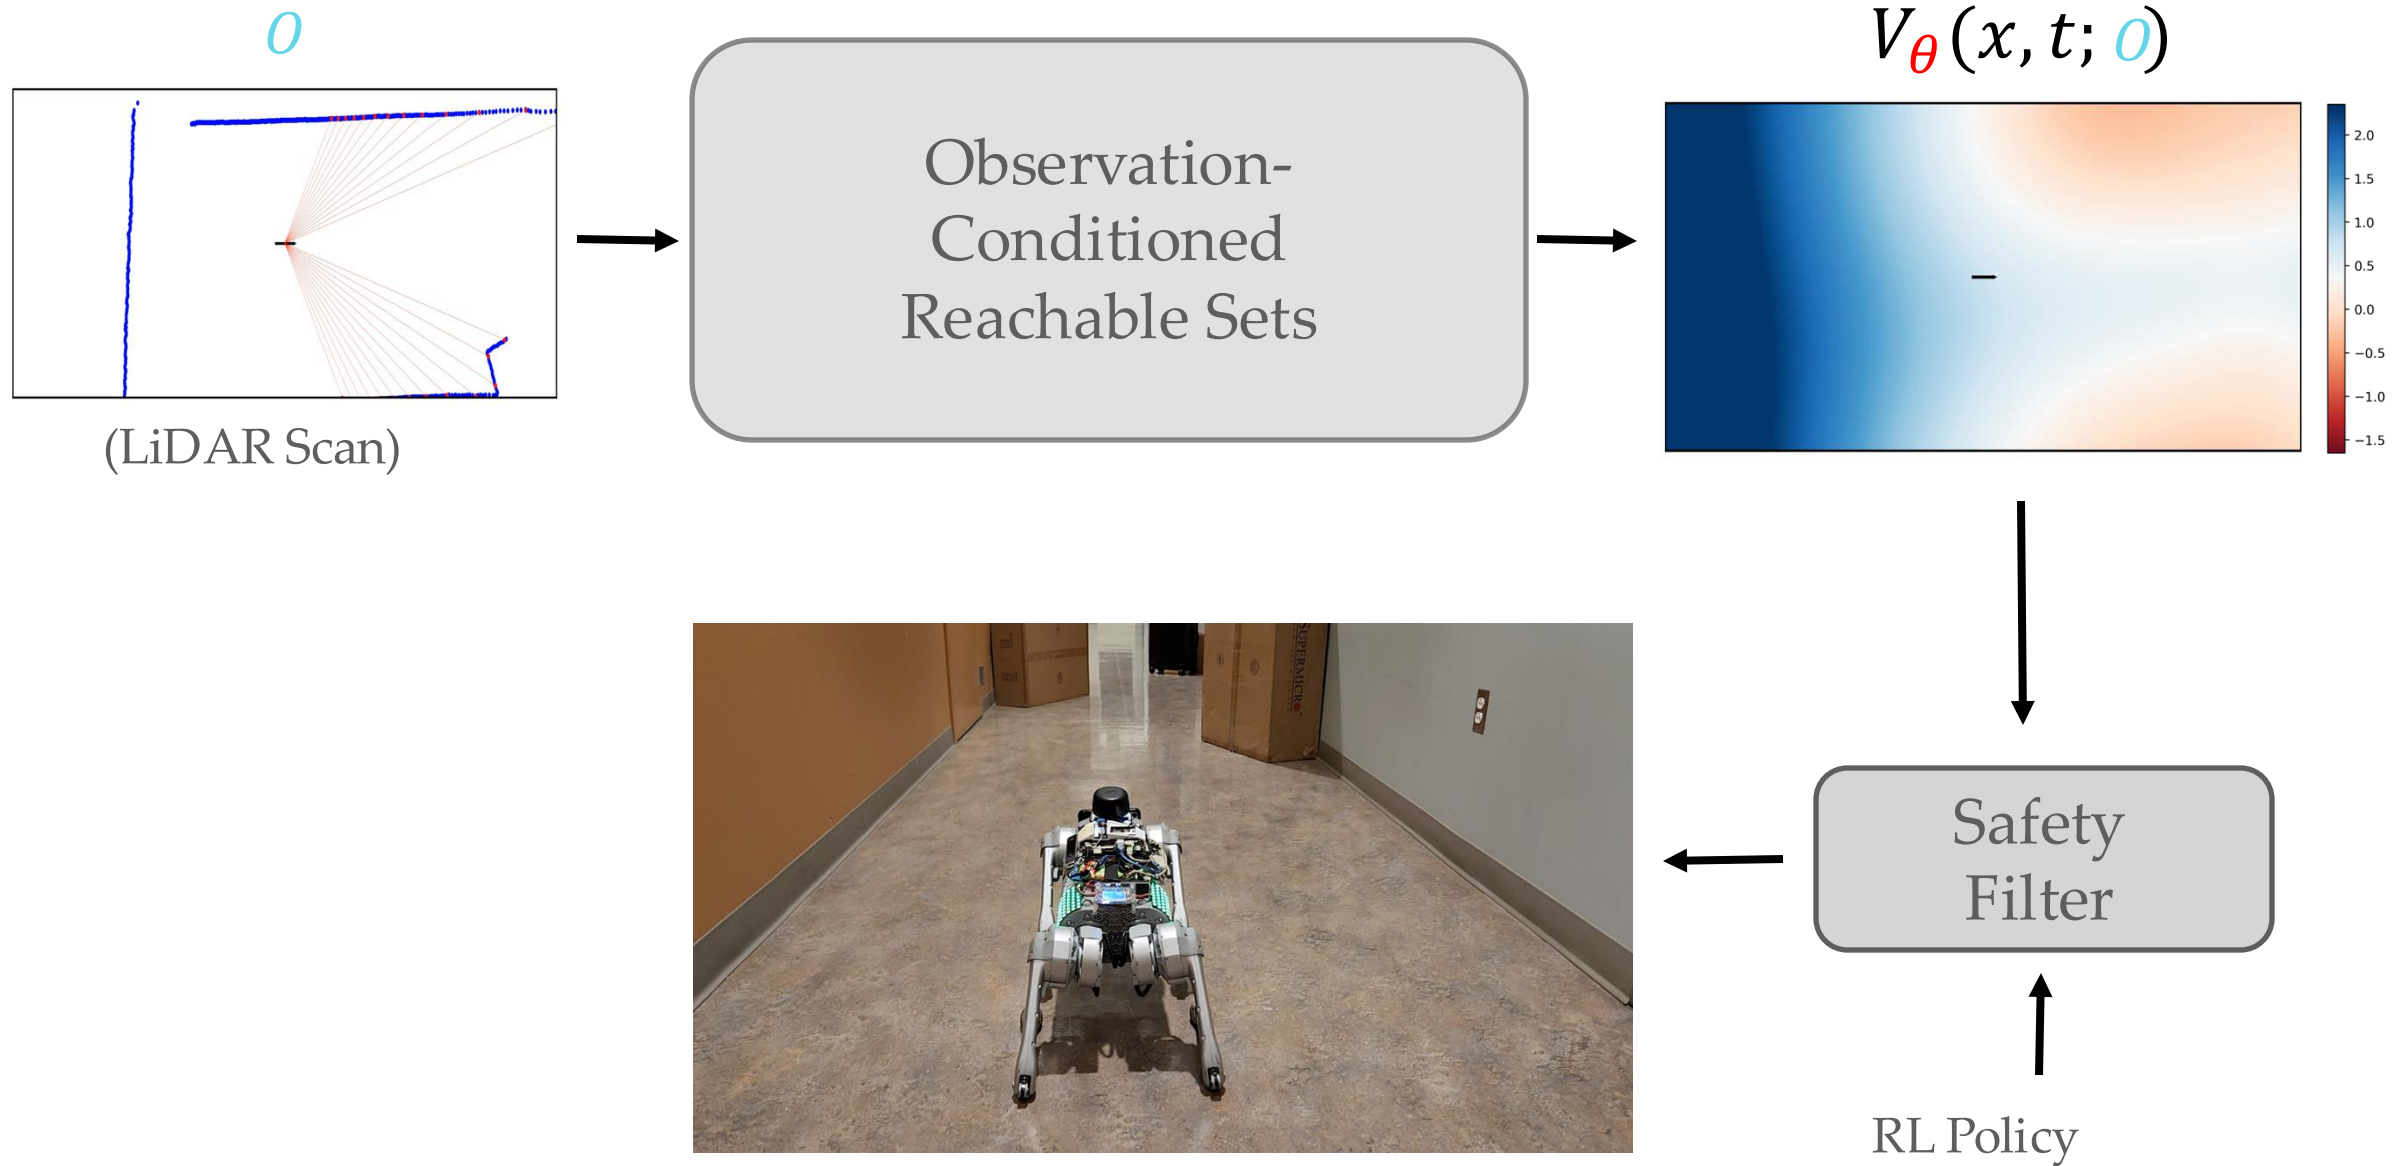 O
(LiDAR Scan)
Observation-
Conditioned
Reachable Sets
V_θ(x, t; O)
2.0
1.5
1.0
0.5
0.0
−0.5
−1.0
−1.5
SUPERMICRO
Safety
Filter
RL Policy